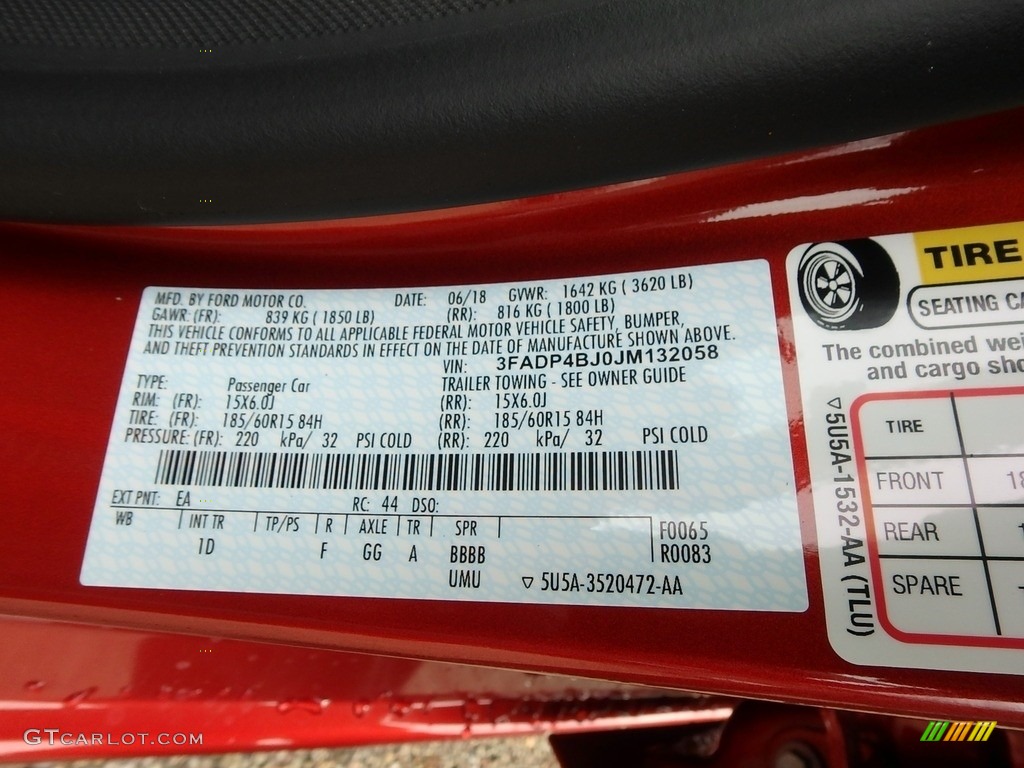 MFD. BY FORD MOTOR CO. DATE: 06/18 GVWR: 1642 KG ( 3620 LB)
GAWR: (FR): 839 KG ( 1850 LB) (RR): 816 KG ( 1800 LB)
THIS VEHICLE CONFORMS TO ALL APPLICABLE FEDERAL MOTOR VEHICLE SAFETY, BUMPER,
AND THEFT PREVENTION STANDARDS IN EFFECT ON THE DATE OF MANUFACTURE SHOWN ABOVE.
VIN: 3FADP4BJ0JM132058
TYPE: Passenger Car TRAILER TOWING - SEE OWNER GUIDE
RIM: (FR): 15X6.0J (RR): 15X6.0J
TIRE: (FR): 185/60R15 84H (RR): 185/60R15 84H
PRESSURE: (FR): 220 kPa/ 32 PSI COLD (RR): 220 kPa/ 32 PSI COLD
EXT PNT: EA RC: 44 DSO:
WB INT TR TP/PS R AXLE TR SPR F0065
1D F GG A BBBB R0083
UMU ▽ 5U5A-3520472-AA
TIRE
SEATING CA
The combined wei
and cargo sho
▽5U5A-1532-AA (TLU)
TIRE
FRONT 18
REAR 1
SPARE
GTCARLOT.COM